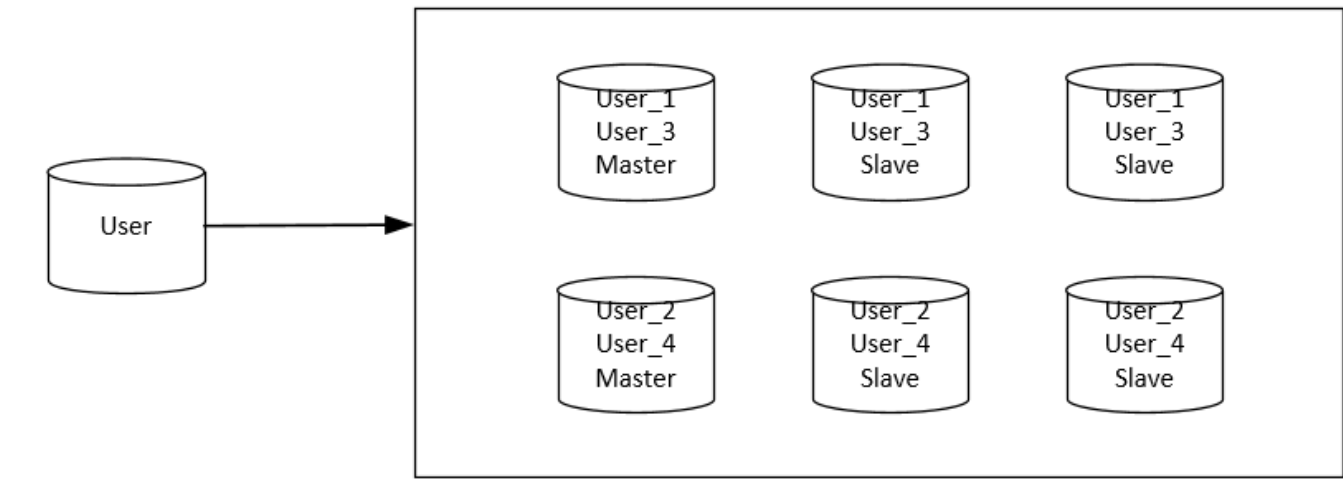 User
User_1
User_3
Master
User_1
User_3
Slave
User_1
User_3
Slave
User_2
User_4
Master
User_2
User_4
Slave
User_2
User_4
Slave